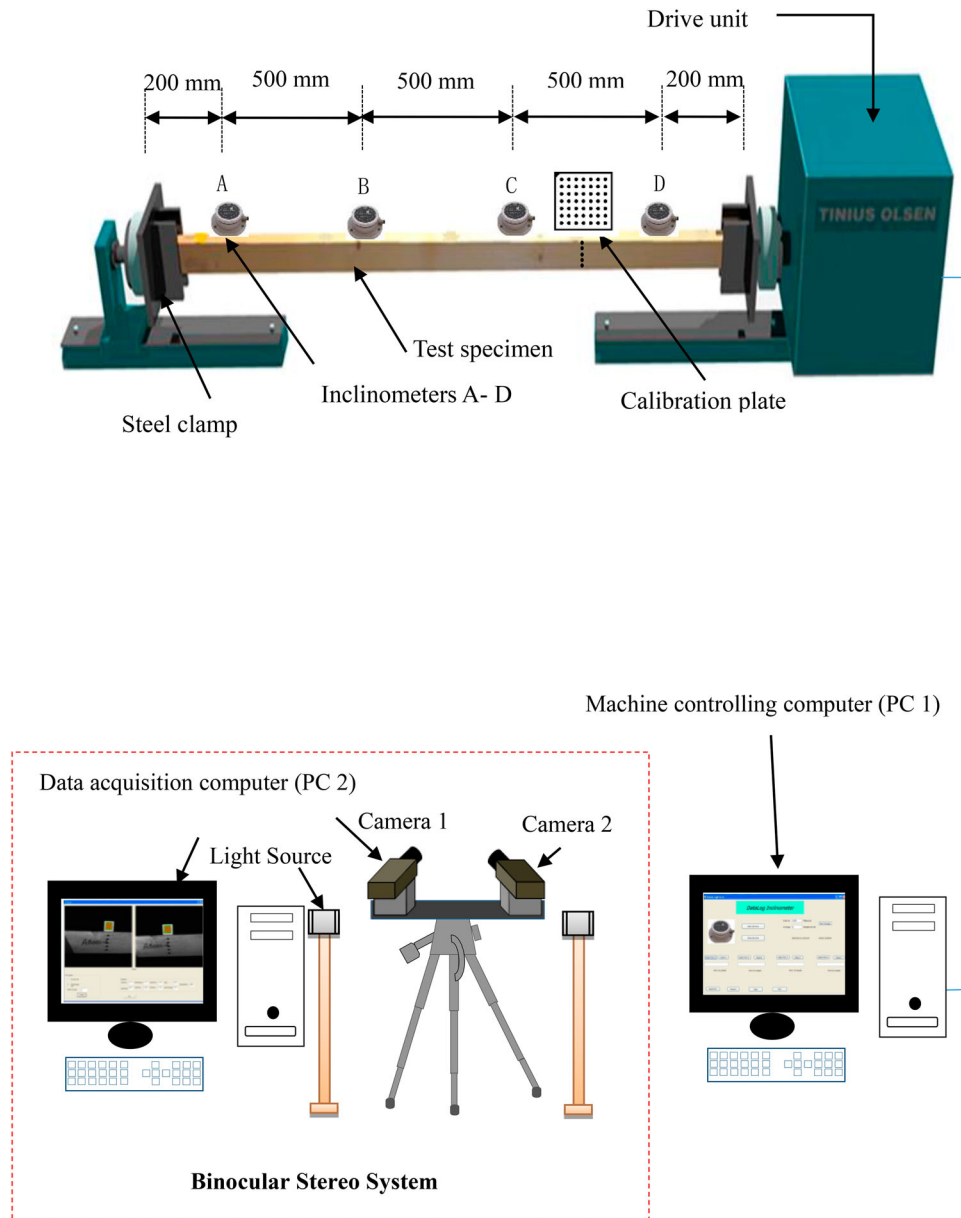 Drive unit
200 mm
500 mm
500 mm
500 mm
200 mm
A
B
C
D
TINIUS OLSEN
Test specimen
Inclinometers A- D
Calibration plate
Steel clamp
Machine controlling computer (PC 1)
Data acquisition computer (PC 2)
Camera 1
Camera 2
Light Source
DataLog Inclinometer
Binocular Stereo System